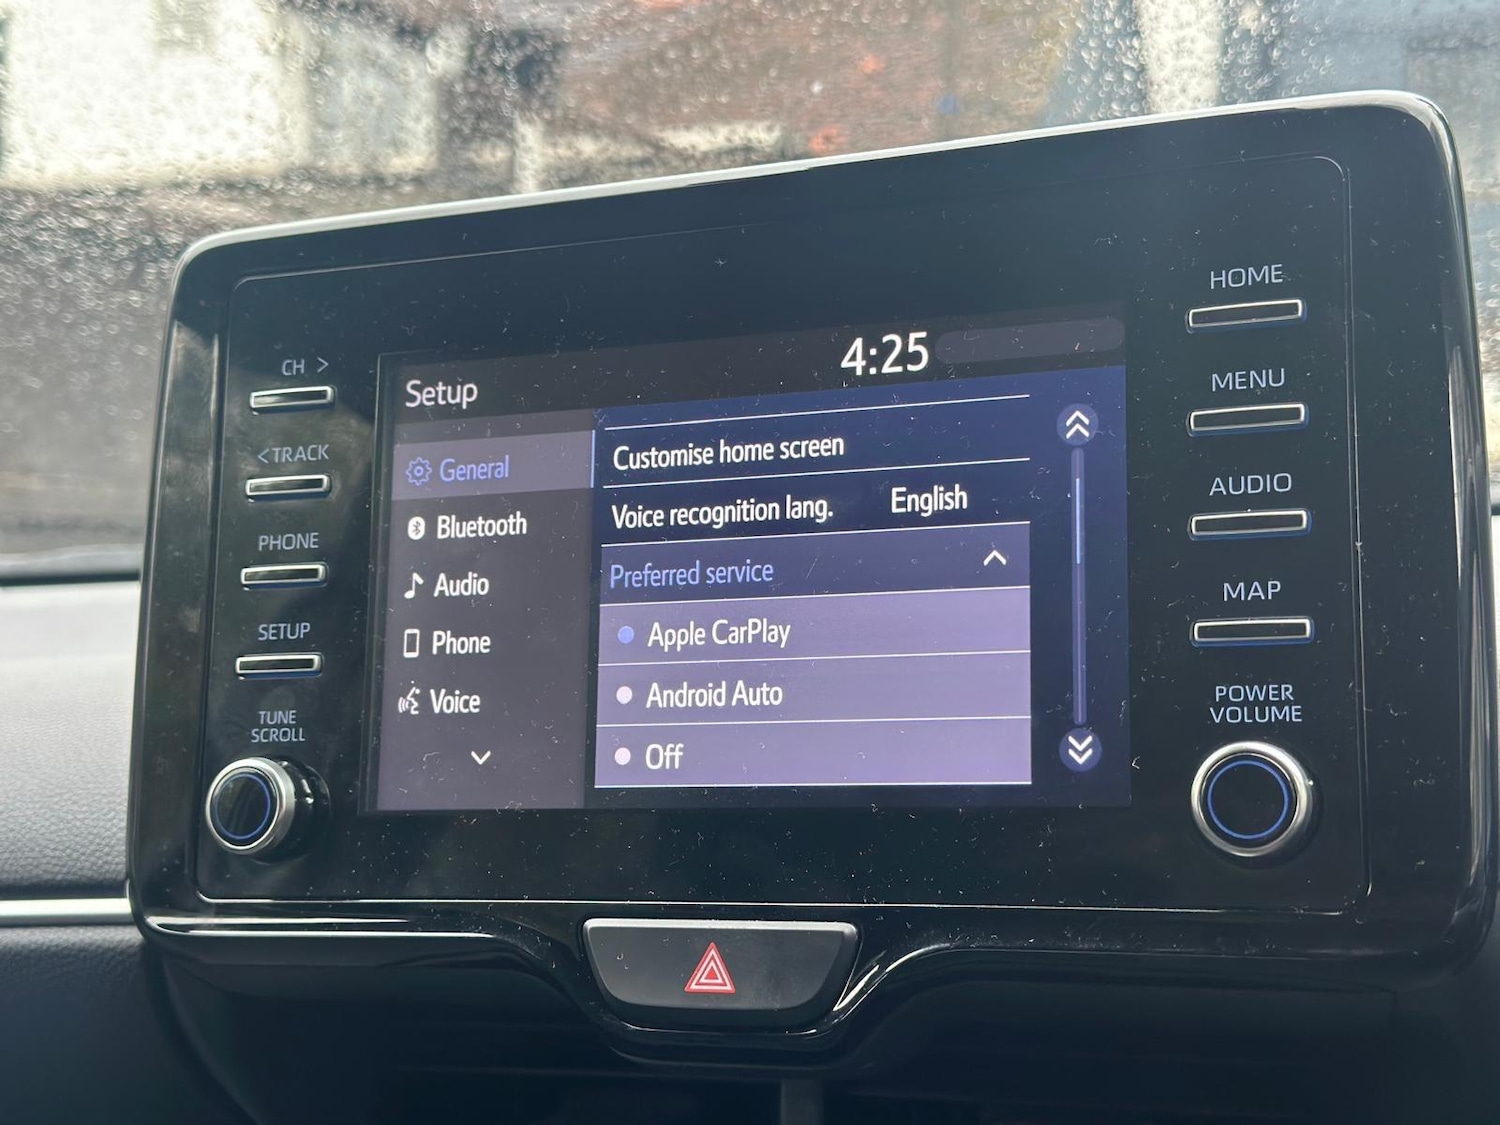 4:25
Setup
General
Bluetooth
Audio
Phone
Voice
Customise home screen
Voice recognition lang. English
Preferred service
Apple CarPlay
Android Auto
Off
CH >
< TRACK
PHONE
SETUP
TUNE
SCROLL
HOME
MENU
AUDIO
MAP
POWER
VOLUME